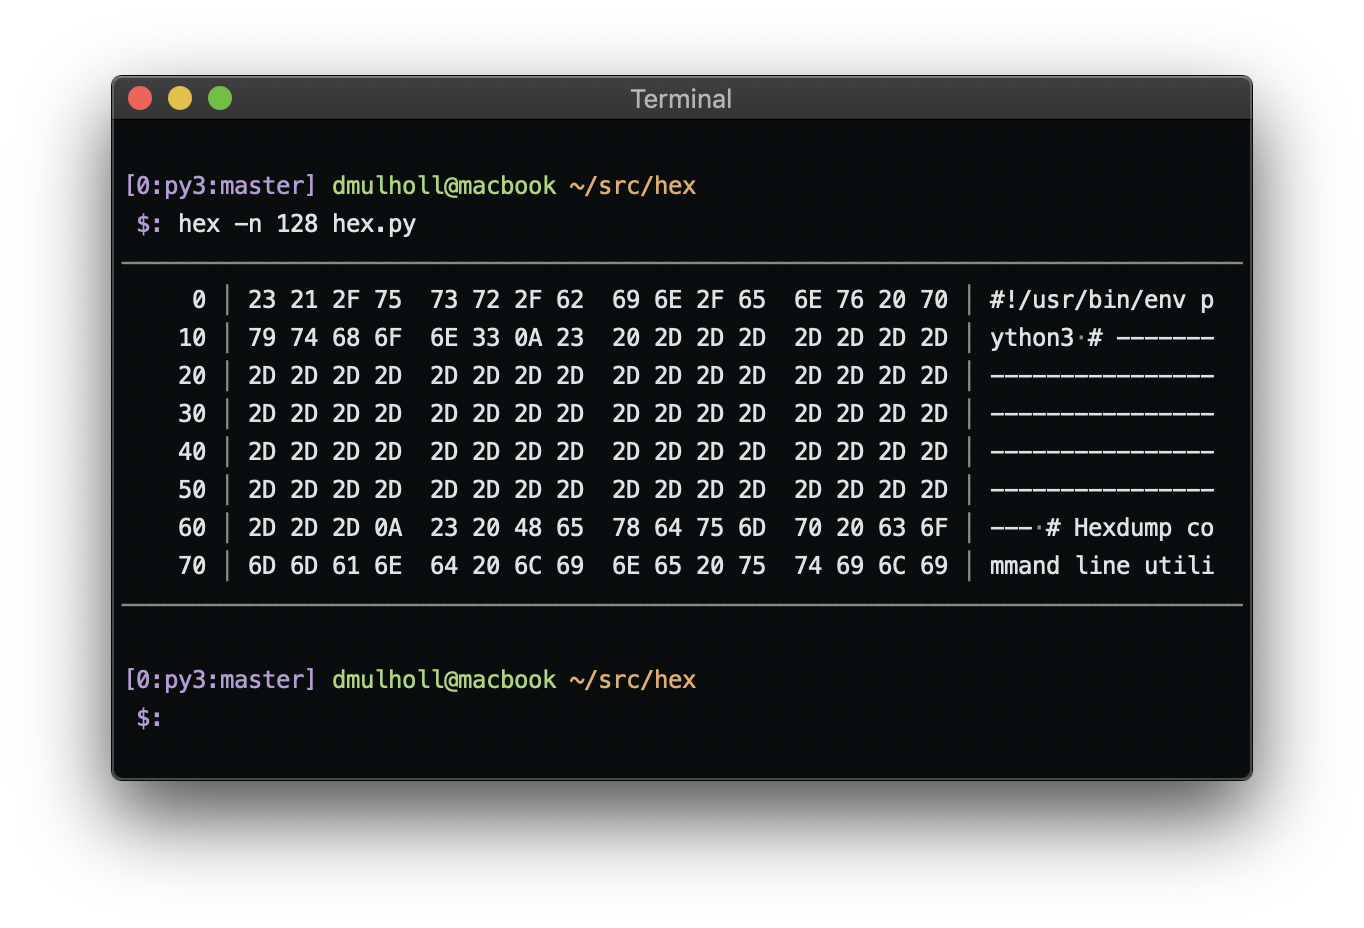 Terminal
[0:py3:master] dmulholl@macbook ~/src/hex
$: hex -n 128 hex.py
0 │ 23 21 2F 75  73 72 2F 62  69 6E 2F 65  6E 76 20 70 │ #!/usr/bin/env p
10 │ 79 74 68 6F  6E 33 0A 23  20 2D 2D 2D  2D 2D 2D 2D │ ython3·# -------
20 │ 2D 2D 2D 2D  2D 2D 2D 2D  2D 2D 2D 2D  2D 2D 2D 2D │ ----------------
30 │ 2D 2D 2D 2D  2D 2D 2D 2D  2D 2D 2D 2D  2D 2D 2D 2D │ ----------------
40 │ 2D 2D 2D 2D  2D 2D 2D 2D  2D 2D 2D 2D  2D 2D 2D 2D │ ----------------
50 │ 2D 2D 2D 2D  2D 2D 2D 2D  2D 2D 2D 2D  2D 2D 2D 2D │ ----------------
60 │ 2D 2D 2D 0A  23 20 48 65  78 64 75 6D  70 20 63 6F │ ---·# Hexdump co
70 │ 6D 6D 61 6E  64 20 6C 69  6E 65 20 75  74 69 6C 69 │ mmand line utili
[0:py3:master] dmulholl@macbook ~/src/hex
$: